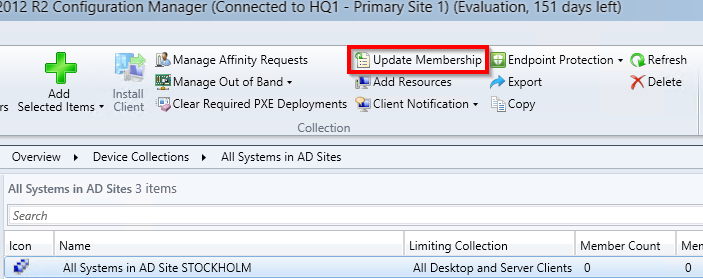 2012 R2 Configuration Manager (Connected to HQ1 - Primary Site 1) (Evaluation, 151 days left)
Manage Affinity Requests
Update Membership
Endpoint Protection
Refresh
rs
Add
Selected Items
Install
Client
Manage Out of Band
Add Resources
Export
Delete
Clear Required PXE Deployments
Client Notification
Copy
Collection
Overview
Device Collections
All Systems in AD Sites
All Systems in AD Sites 3 items
Search
Icon
Name
Limiting Collection
Member Count
Mem
All Systems in AD Site STOCKHOLM
All Desktop and Server Clients
0
0